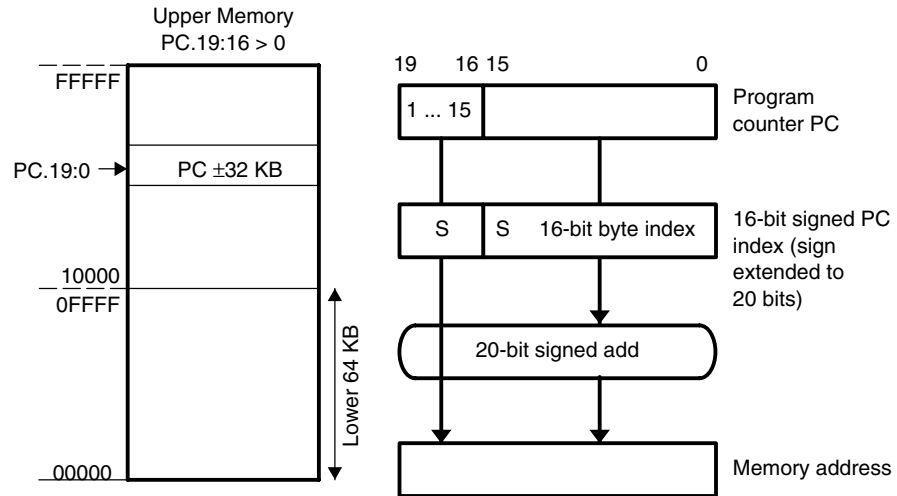 Upper Memory
PC.19:16 > 0
FFFFF
PC.19:0
PC ±32 KB
10000
0FFFF
Lower 64 KB
00000
19 16 15 0
1 ... 15
Program
counter PC
S S 16-bit byte index
16-bit signed PC
index (sign
extended to
20 bits)
20-bit signed add
Memory address